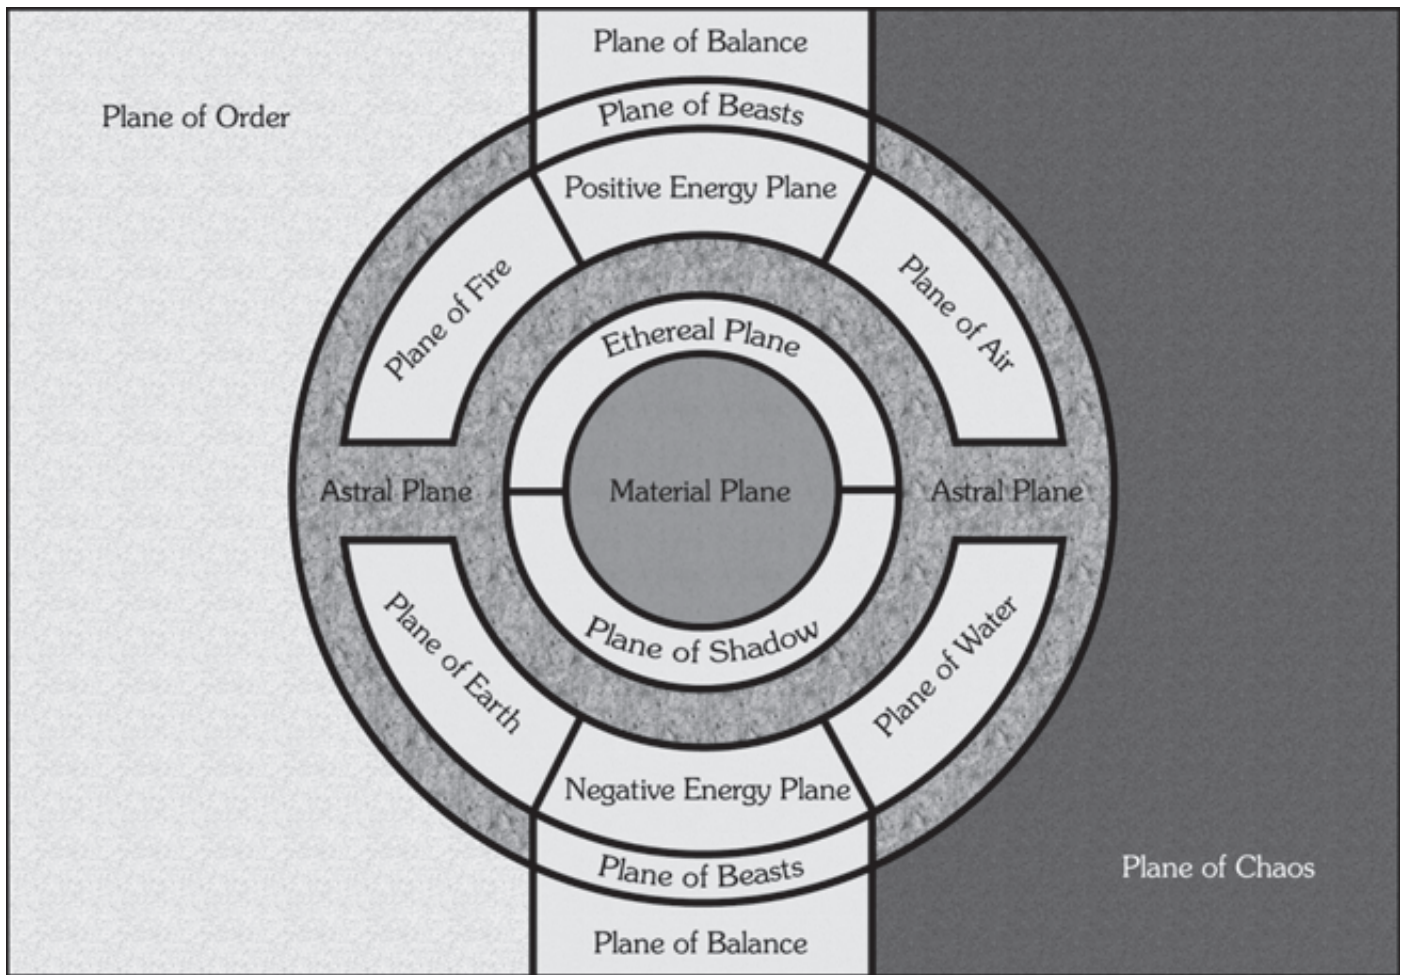 Plane of Balance
Plane of Order
Plane of Beasts
Positive Energy Plane
Plane of Fire
Plane of Air
Ethereal Plane
Astral Plane
Material Plane
Astral Plane
Plane of Shadow
Plane of Earth
Plane of Water
Negative Energy Plane
Plane of Beasts
Plane of Chaos
Plane of Balance